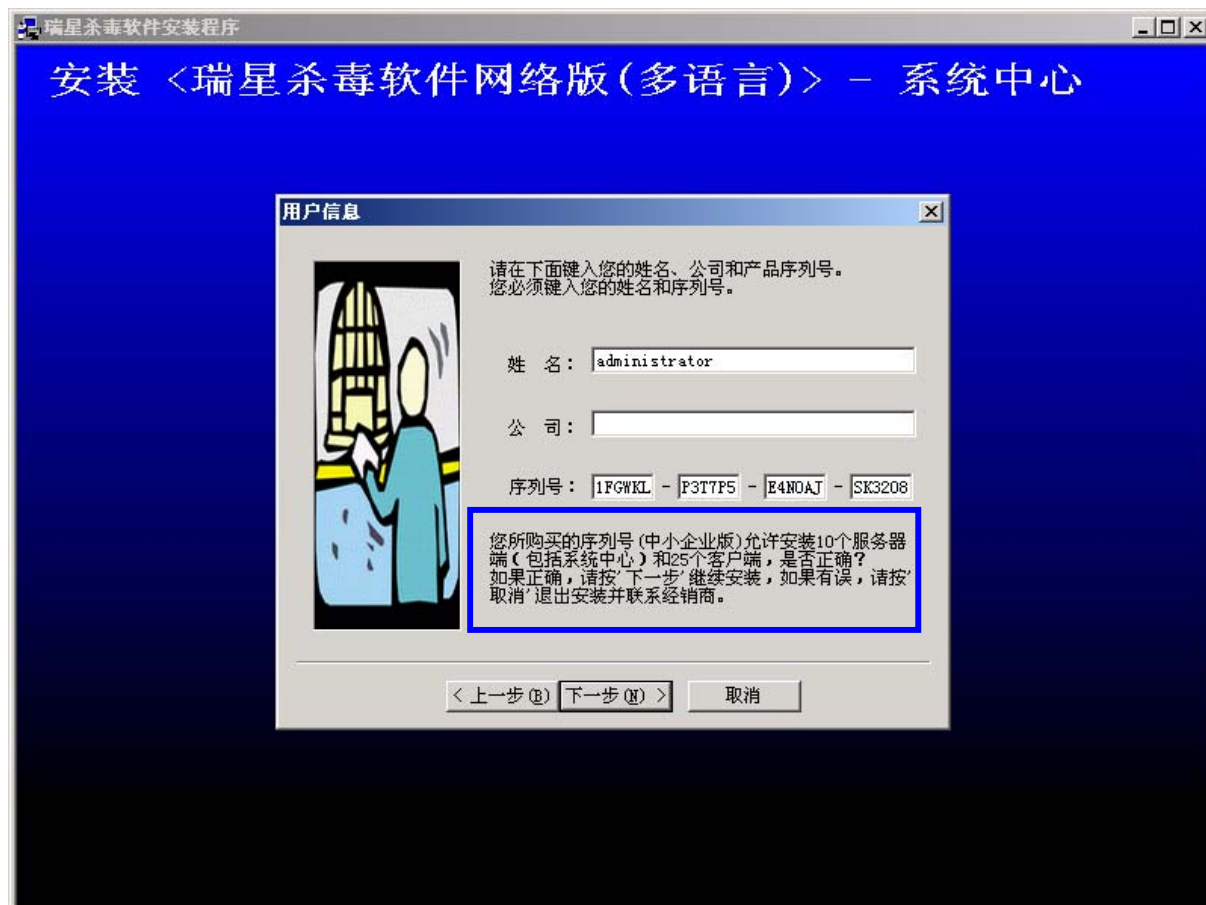 瑞星杀毒软件安装程序
安装 <瑞星杀毒软件网络版(多语言)> - 系统中心
用户信息
请在下面键入您的姓名、公司和产品序列号。
您必须键入您的姓名和序列号。
姓 名: administrator
公 司:
序列号: 1FGWKL - P3T7P5 - E4N0AJ - SK3208
您所购买的序列号(中小企业版)允许安装10个服务器
端(包括系统中心)和25个客户端,是否正确?
如果正确,请按'下一步'继续安装,如果有误,请按'
取消'退出安装并联系经销商。
< 上一步(B) 下一步(N) > 取消